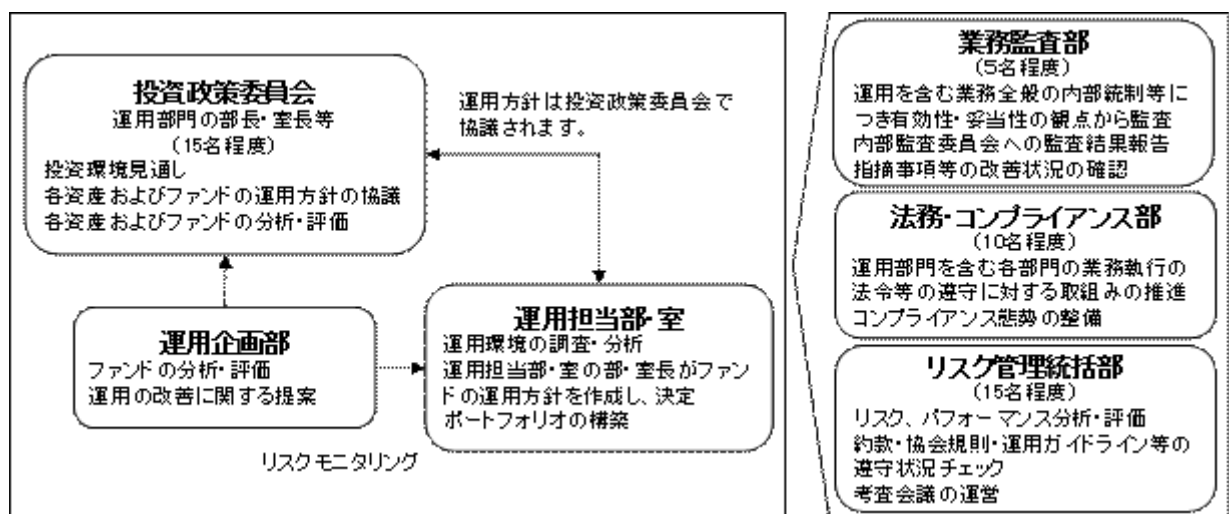 投資政策委員会
運用部門の部長・室長等
(15名程度)
投資環境見通し
各資産およびファンドの運用方針の協議
各資産およびファンドの分析・評価
運用方針は投資政策委員会で
協議されます。
運用企画部
ファンドの分析・評価
運用の改善に関する提案
運用担当部・室
運用環境の調査・分析
運用担当部・室の部・室長がファン
ドの運用方針を作成し、決定
ポートフォリオの構築
リスクモニタリング
業務監査部
(5名程度)
運用を含む業務全般の内部統制等に
つき有効性・妥当性の観点から監査
内部監査委員会への監査結果報告
指摘事項等の改善状況の確認
法務・コンプライアンス部
(10名程度)
運用部門を含む各部門の業務執行の
法令等の遵守に対する取組みの推進
コンプライアンス態勢の整備
リスク管理統括部
(15名程度)
リスク、パフォーマンス分析・評価
約款・協会規則・運用ガイドライン等の
遵守状況チェック
考査会議の運営